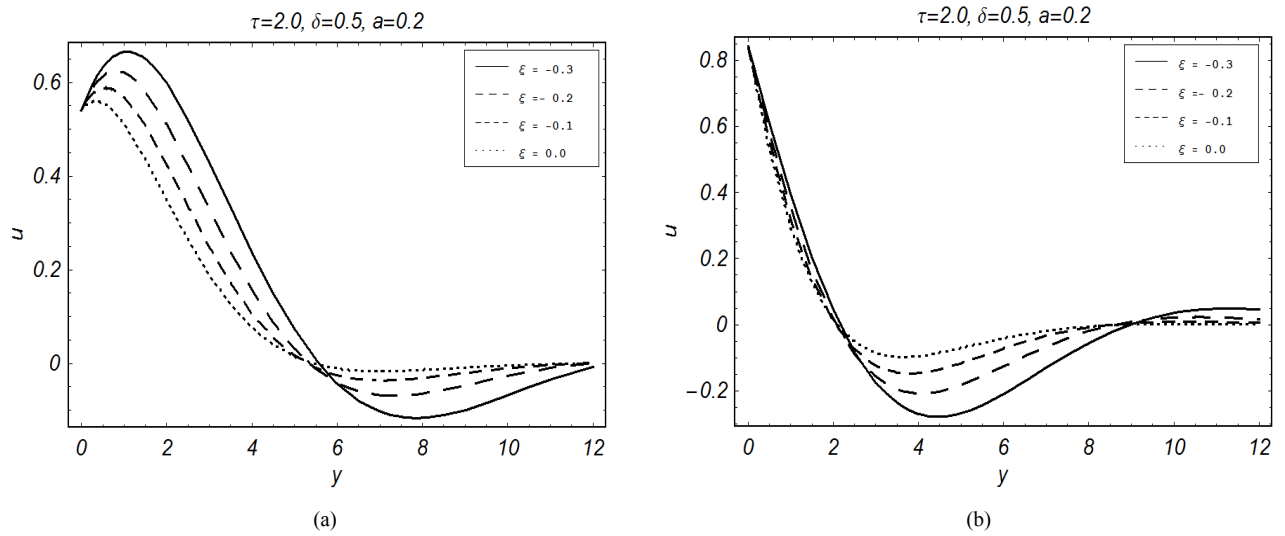 τ=2.0, δ=0.5, a=0.2
ξ = -0.3
ξ =- 0.2
ξ = -0.1
ξ = 0.0
0.6
0.4
0.2
0
u
0 2 4 6 8 10 12
y
(a)
τ=2.0, δ=0.5, a=0.2
ξ = -0.3
ξ =- 0.2
ξ = -0.1
ξ = 0.0
0.8
0.6
0.4
0.2
0
−0.2
u
0 2 4 6 8 10 12
y
(b)